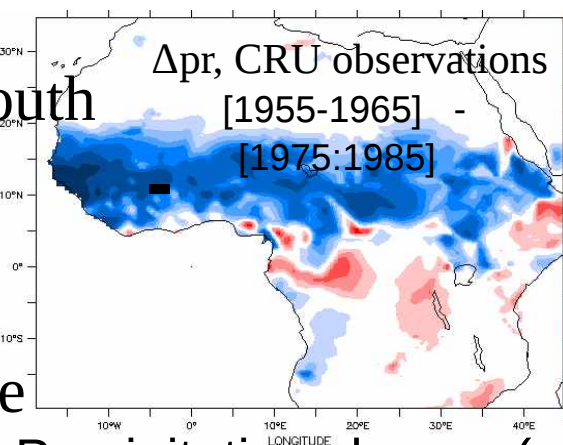 Δpr, CRU observations
outh
[1955-1965] -
[1975:1985]
30°N
20°N
10°N
0°
10°S
e
10°W 0° 10°E 20°E 30°E 40°E
LONGITUDE